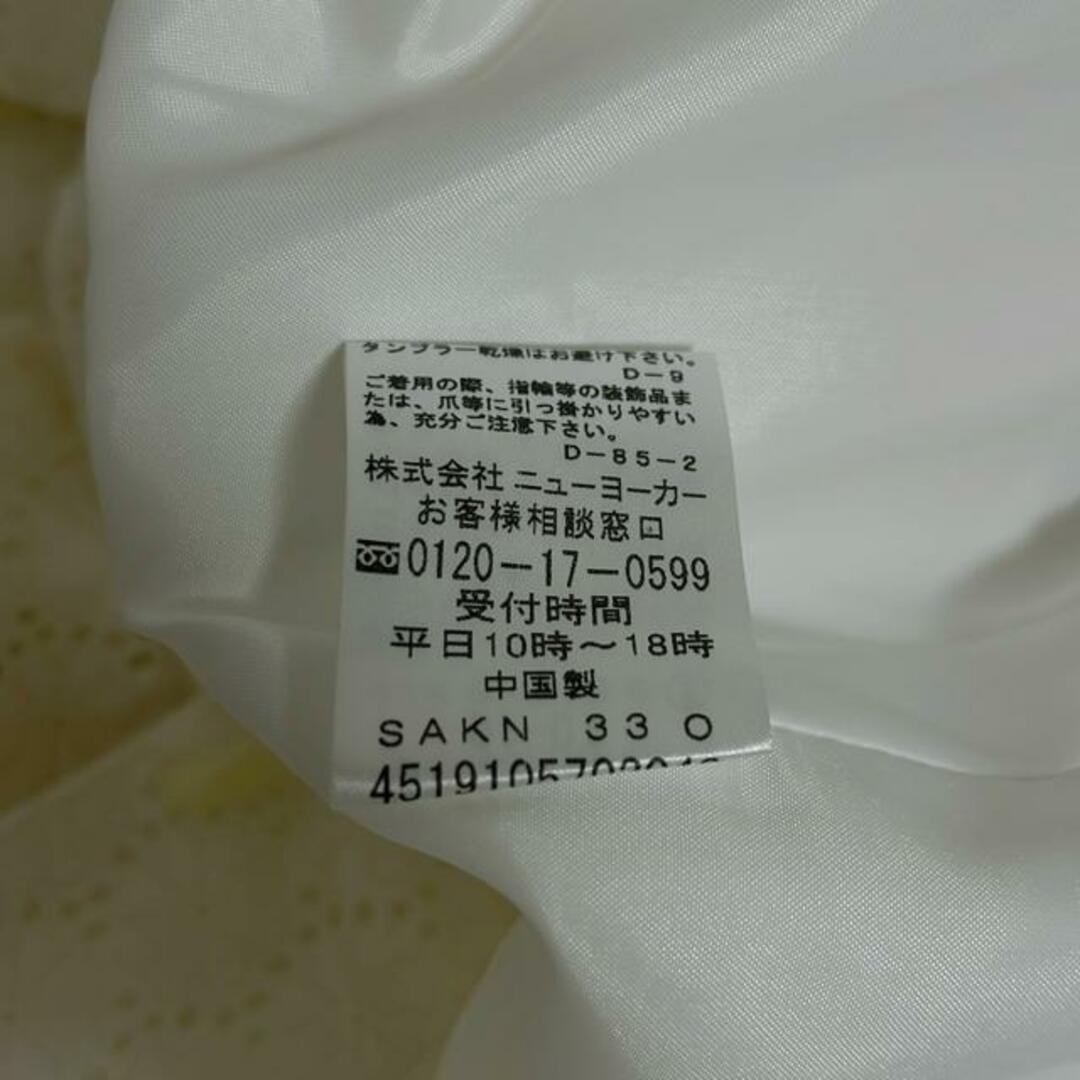 タンブラー乾燥はお避け下さい。
D-9
ご着用の際、指輪等の装飾品ま
たは、爪等に引っ掛かりやすい
為、充分ご注意下さい。
D-85-2
株式会社 ニューヨーカー
お客様相談窓口
0120-17-0599
受付時間
平日10時～18時
中国製
SAKN 33 O